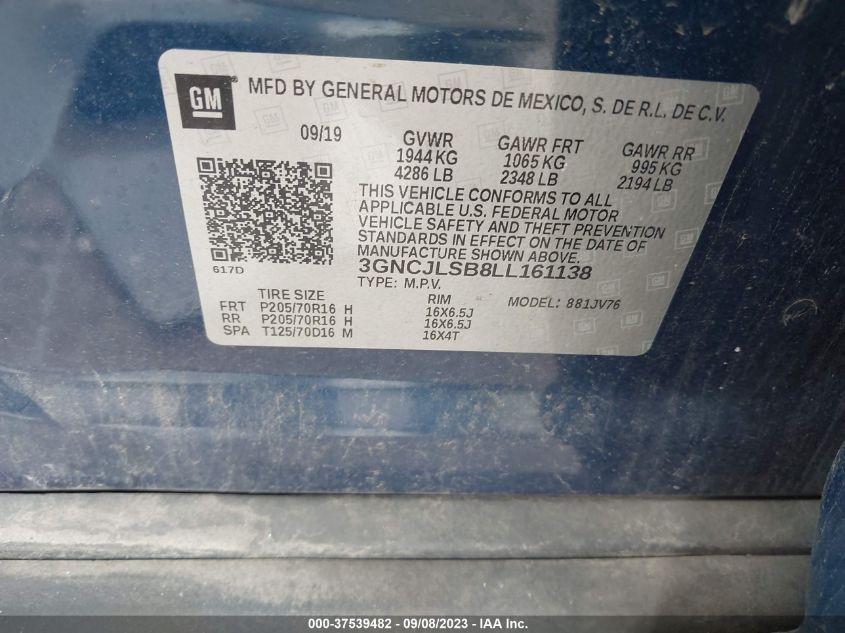 GM
MFD BY GENERAL MOTORS DE MEXICO, S. DE R.L. DE C.V.
09/19 GVWR GAWR FRT GAWR RR
1944 KG 1065 KG 995 KG
4286 LB 2348 LB 2194 LB
THIS VEHICLE CONFORMS TO ALL
APPLICABLE U.S. FEDERAL MOTOR
VEHICLE SAFETY AND THEFT PREVENTION
STANDARDS IN EFFECT ON THE DATE OF
MANUFACTURE SHOWN ABOVE.
617D 3GNCJLSB8LL161138
TYPE: M.P.V.
TIRE SIZE RIM MODEL: 881JV76
FRT P205/70R16 H 16X6.5J
RR P205/70R16 H 16X6.5J
SPA T125/70D16 M 16X4T
000-37539482 - 09/08/2023 - IAA Inc.